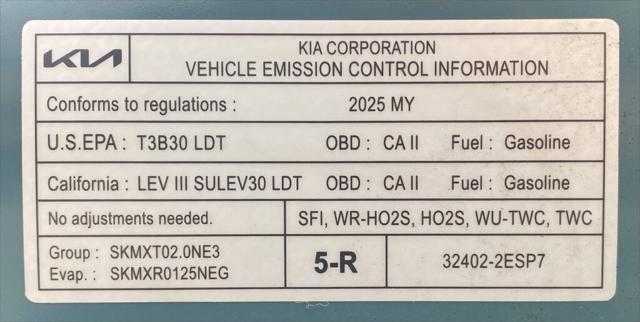 KIA
KIA CORPORATION
VEHICLE EMISSION CONTROL INFORMATION
Conforms to regulations : 2025 MY
U.S.EPA : T3B30 LDT OBD : CA II Fuel : Gasoline
California : LEV III SULEV30 LDT OBD : CA II Fuel : Gasoline
No adjustments needed. SFI, WR-HO2S, HO2S, WU-TWC, TWC
Group : SKMXT02.0NE3
Evap. : SKMXR0125NEG
5-R
32402-2ESP7